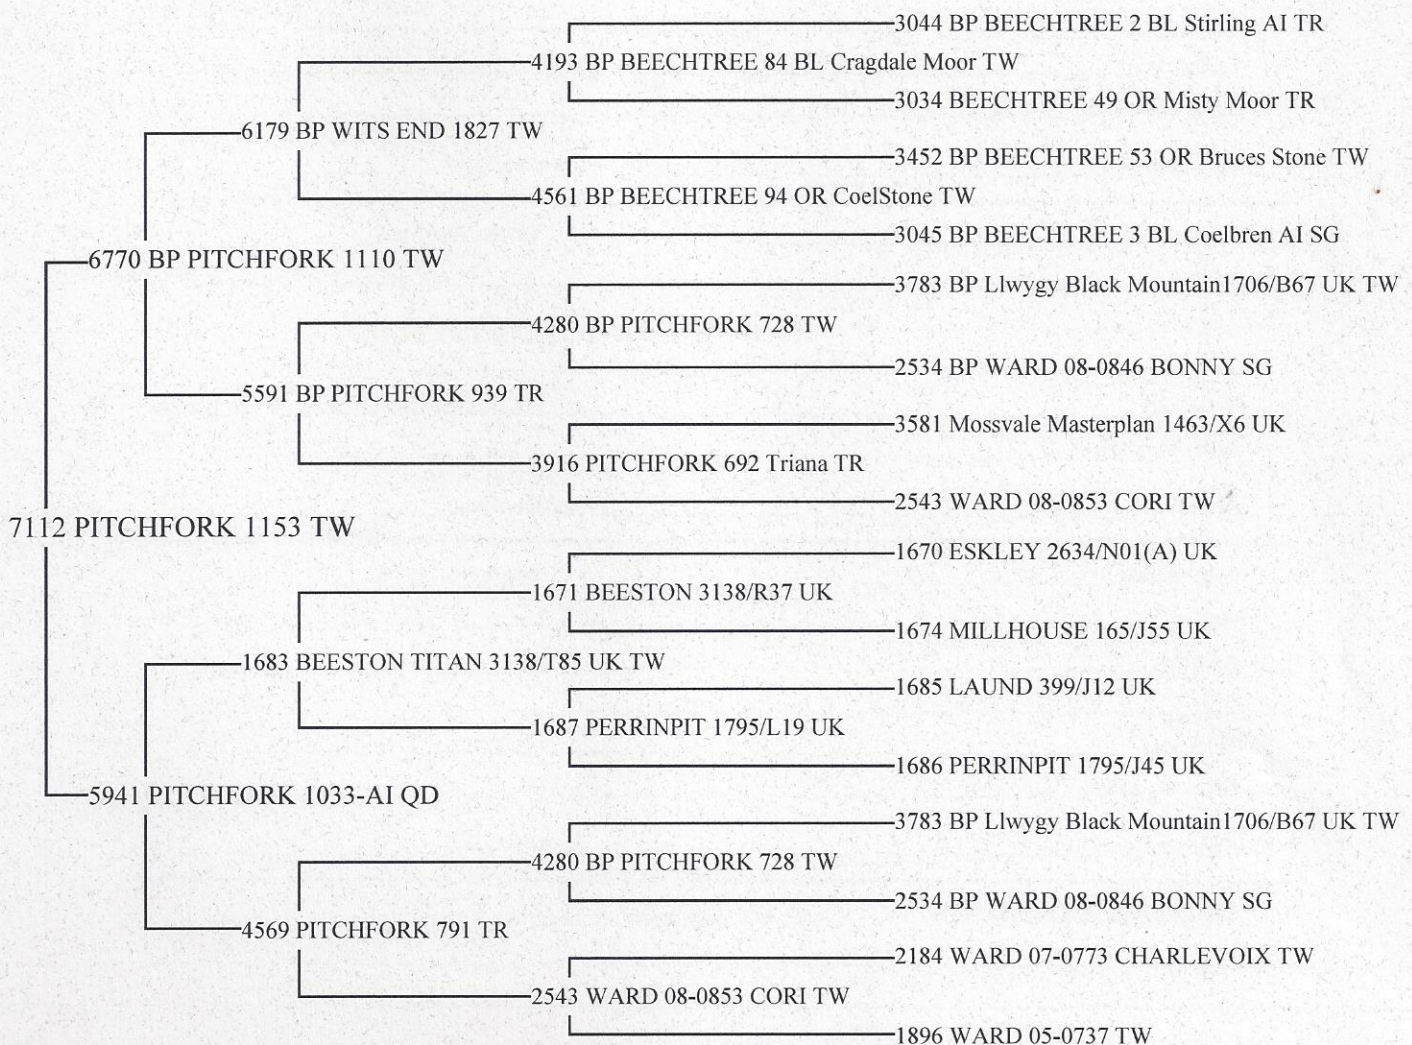 3044 BP BEECHTREE 2 BL Stirling AI TR
4193 BP BEECHTREE 84 BL Cragdale Moor TW
3034 BEECHTREE 49 OR Misty Moor TR
6179 BP WITS END 1827 TW
3452 BP BEECHTREE 53 OR Bruces Stone TW
4561 BP BEECHTREE 94 OR CoelStone TW
3045 BP BEECHTREE 3 BL Coelbren AI SG
6770 BP PITCHFORK 1110 TW
3783 BP Llwygy Black Mountain1706/B67 UK TW
4280 BP PITCHFORK 728 TW
2534 BP WARD 08-0846 BONNY SG
5591 BP PITCHFORK 939 TR
3581 Mossvale Masterplan 1463/X6 UK
3916 PITCHFORK 692 Triana TR
2543 WARD 08-0853 CORI TW
7112 PITCHFORK 1153 TW
1670 ESKLEY 2634/N01(A) UK
1671 BEESTON 3138/R37 UK
1674 MILLHOUSE 165/J55 UK
1683 BEESTON TITAN 3138/T85 UK TW
1685 LAUND 399/J12 UK
1687 PERRINPIT 1795/L19 UK
1686 PERRINPIT 1795/J45 UK
5941 PITCHFORK 1033-AI QD
3783 BP Llwygy Black Mountain1706/B67 UK TW
4280 BP PITCHFORK 728 TW
2534 BP WARD 08-0846 BONNY SG
4569 PITCHFORK 791 TR
2184 WARD 07-0773 CHARLEVOIX TW
2543 WARD 08-0853 CORI TW
1896 WARD 05-0737 TW